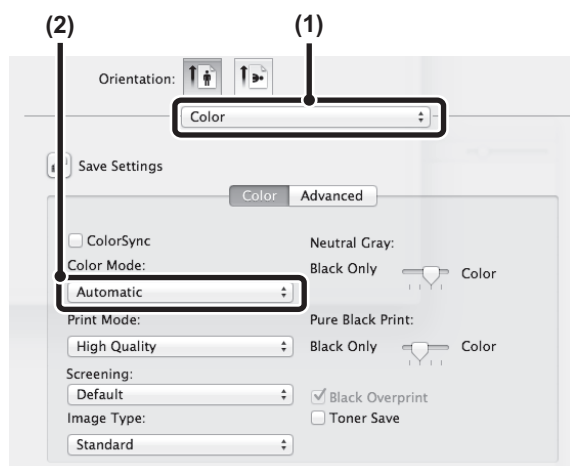 (2) (1)
Orientation:
Color
Save Settings
Color Advanced
ColorSync
Color Mode:
Automatic
Print Mode:
High Quality
Screening:
Default
Image Type:
Standard
Neutral Gray:
Black Only Color
Pure Black Print:
Black Only Color
Black Overprint
Toner Save